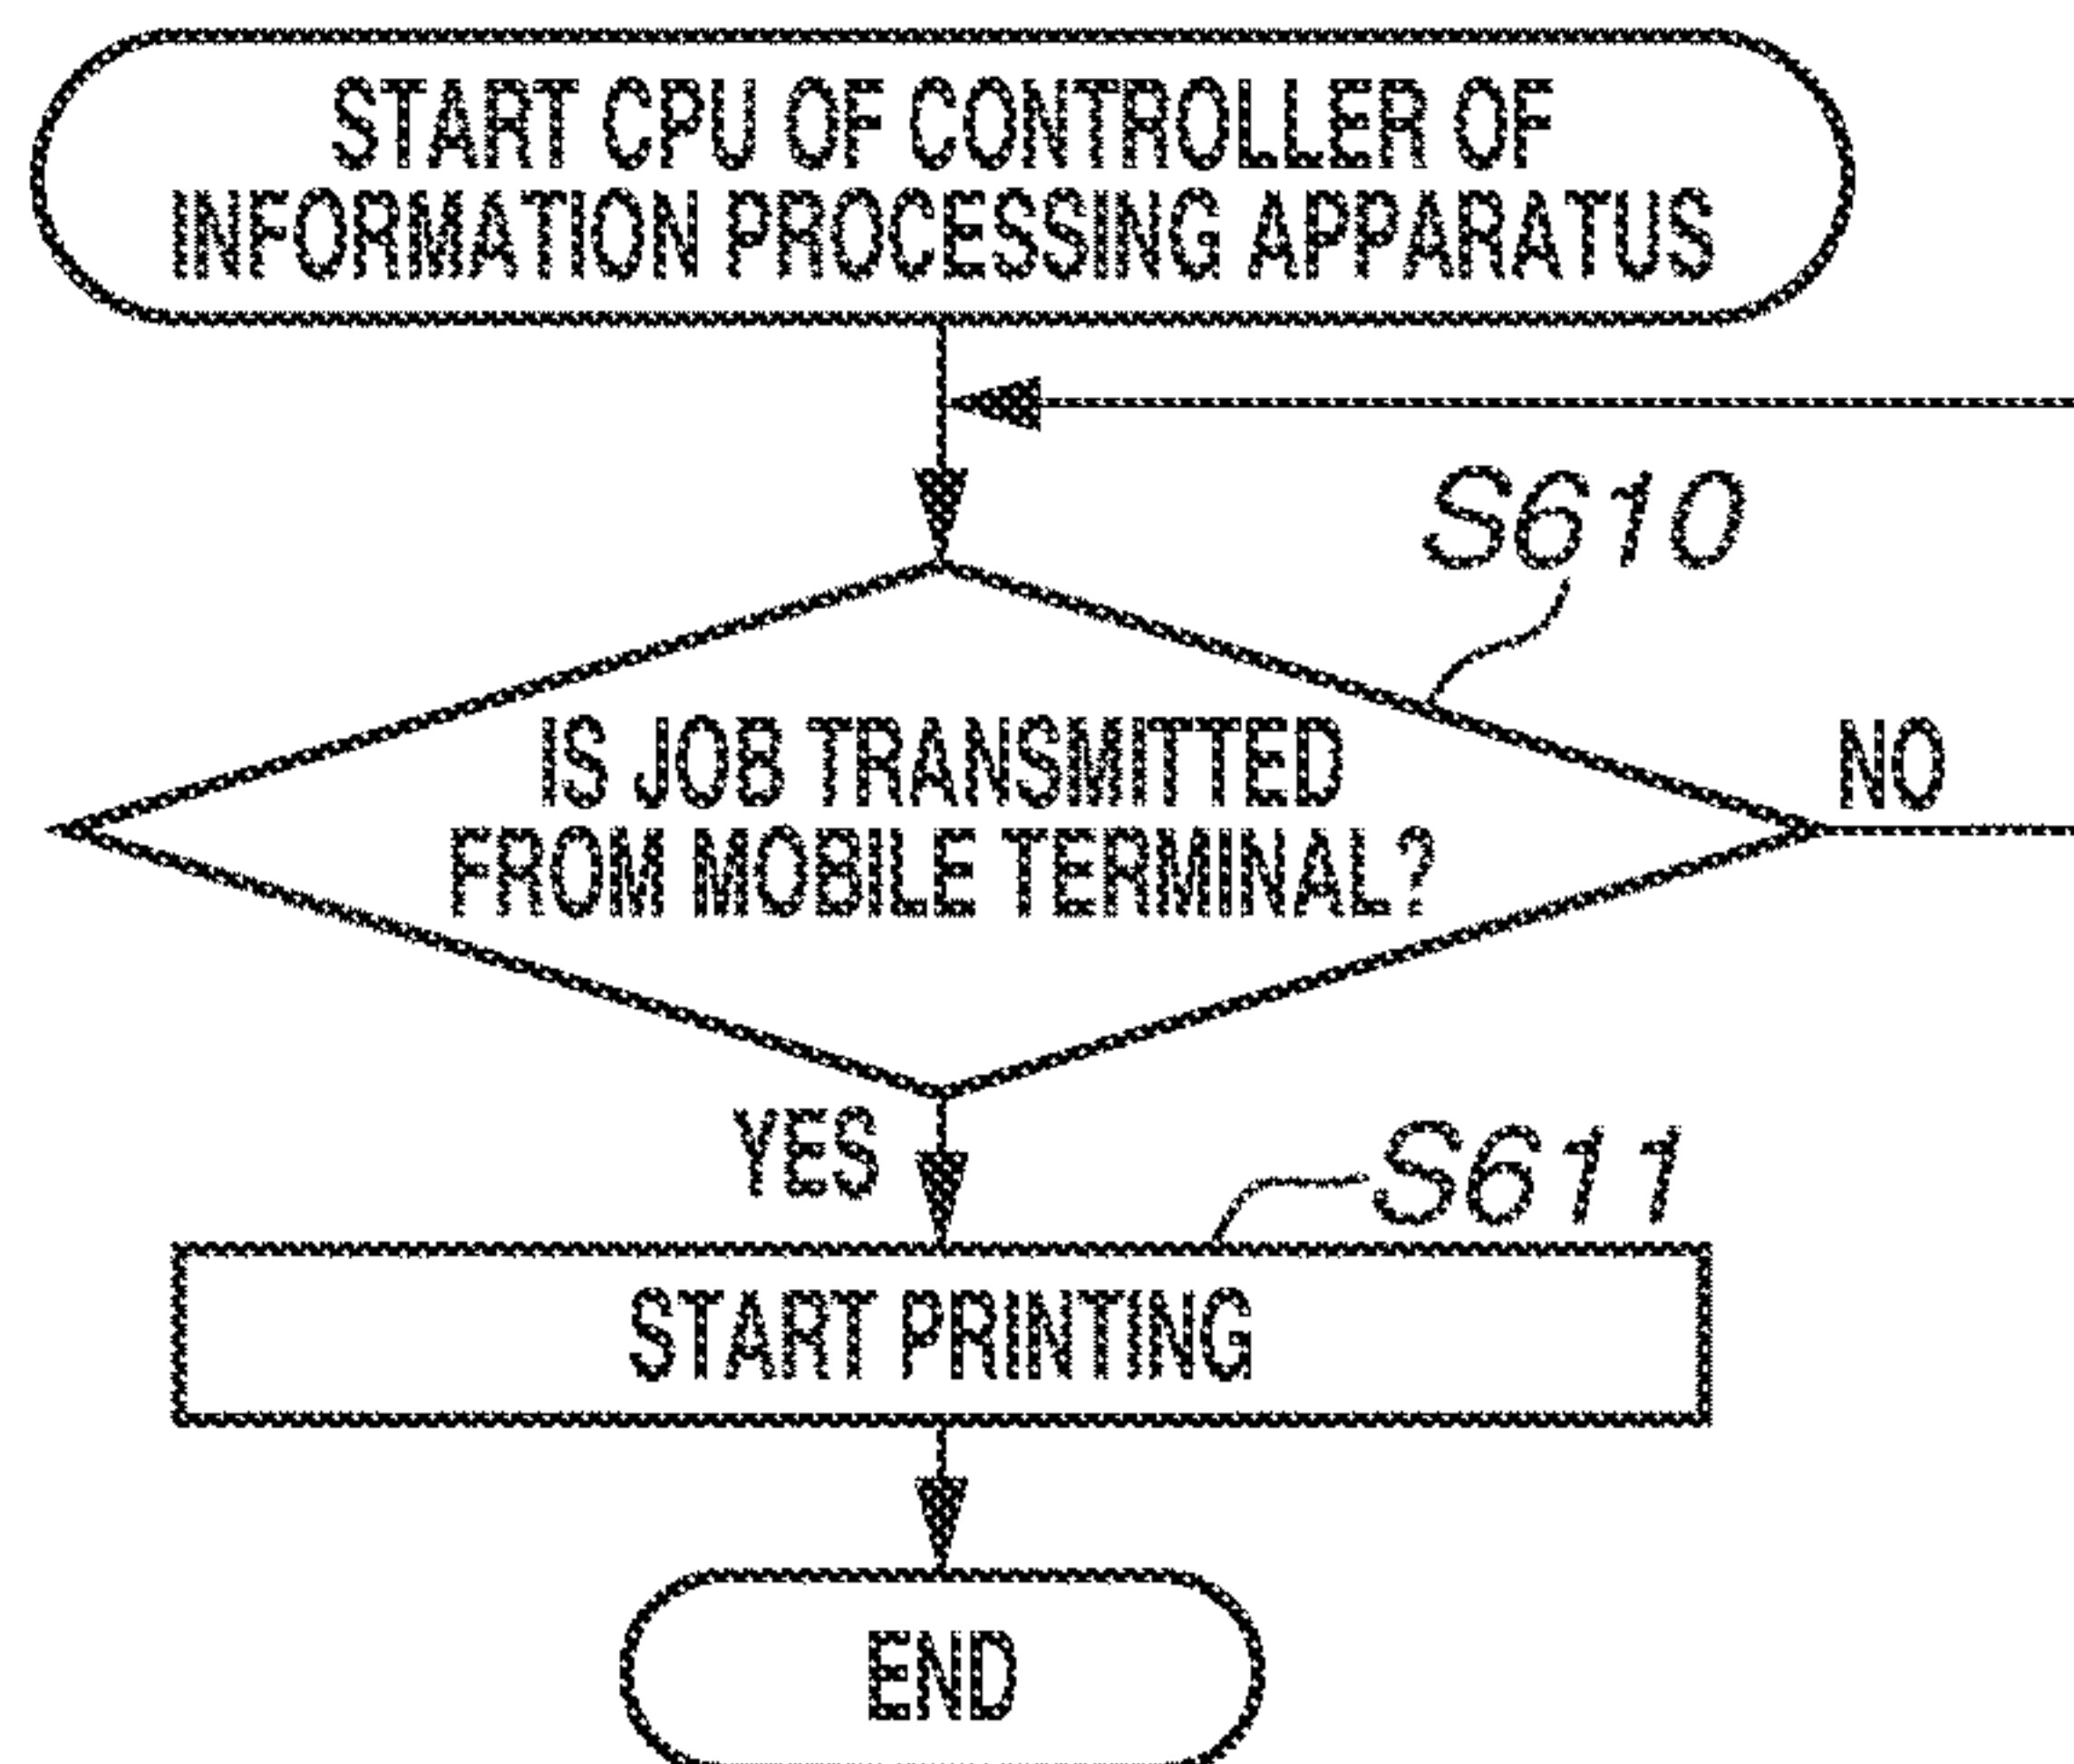 START CPU OF CONTROLLER OF
INFORMATION PROCESSING APPARATUS
S610
IS JOB TRANSMITTED
FROM MOBILE TERMINAL?
NO
YES
S611
START PRINTING
END